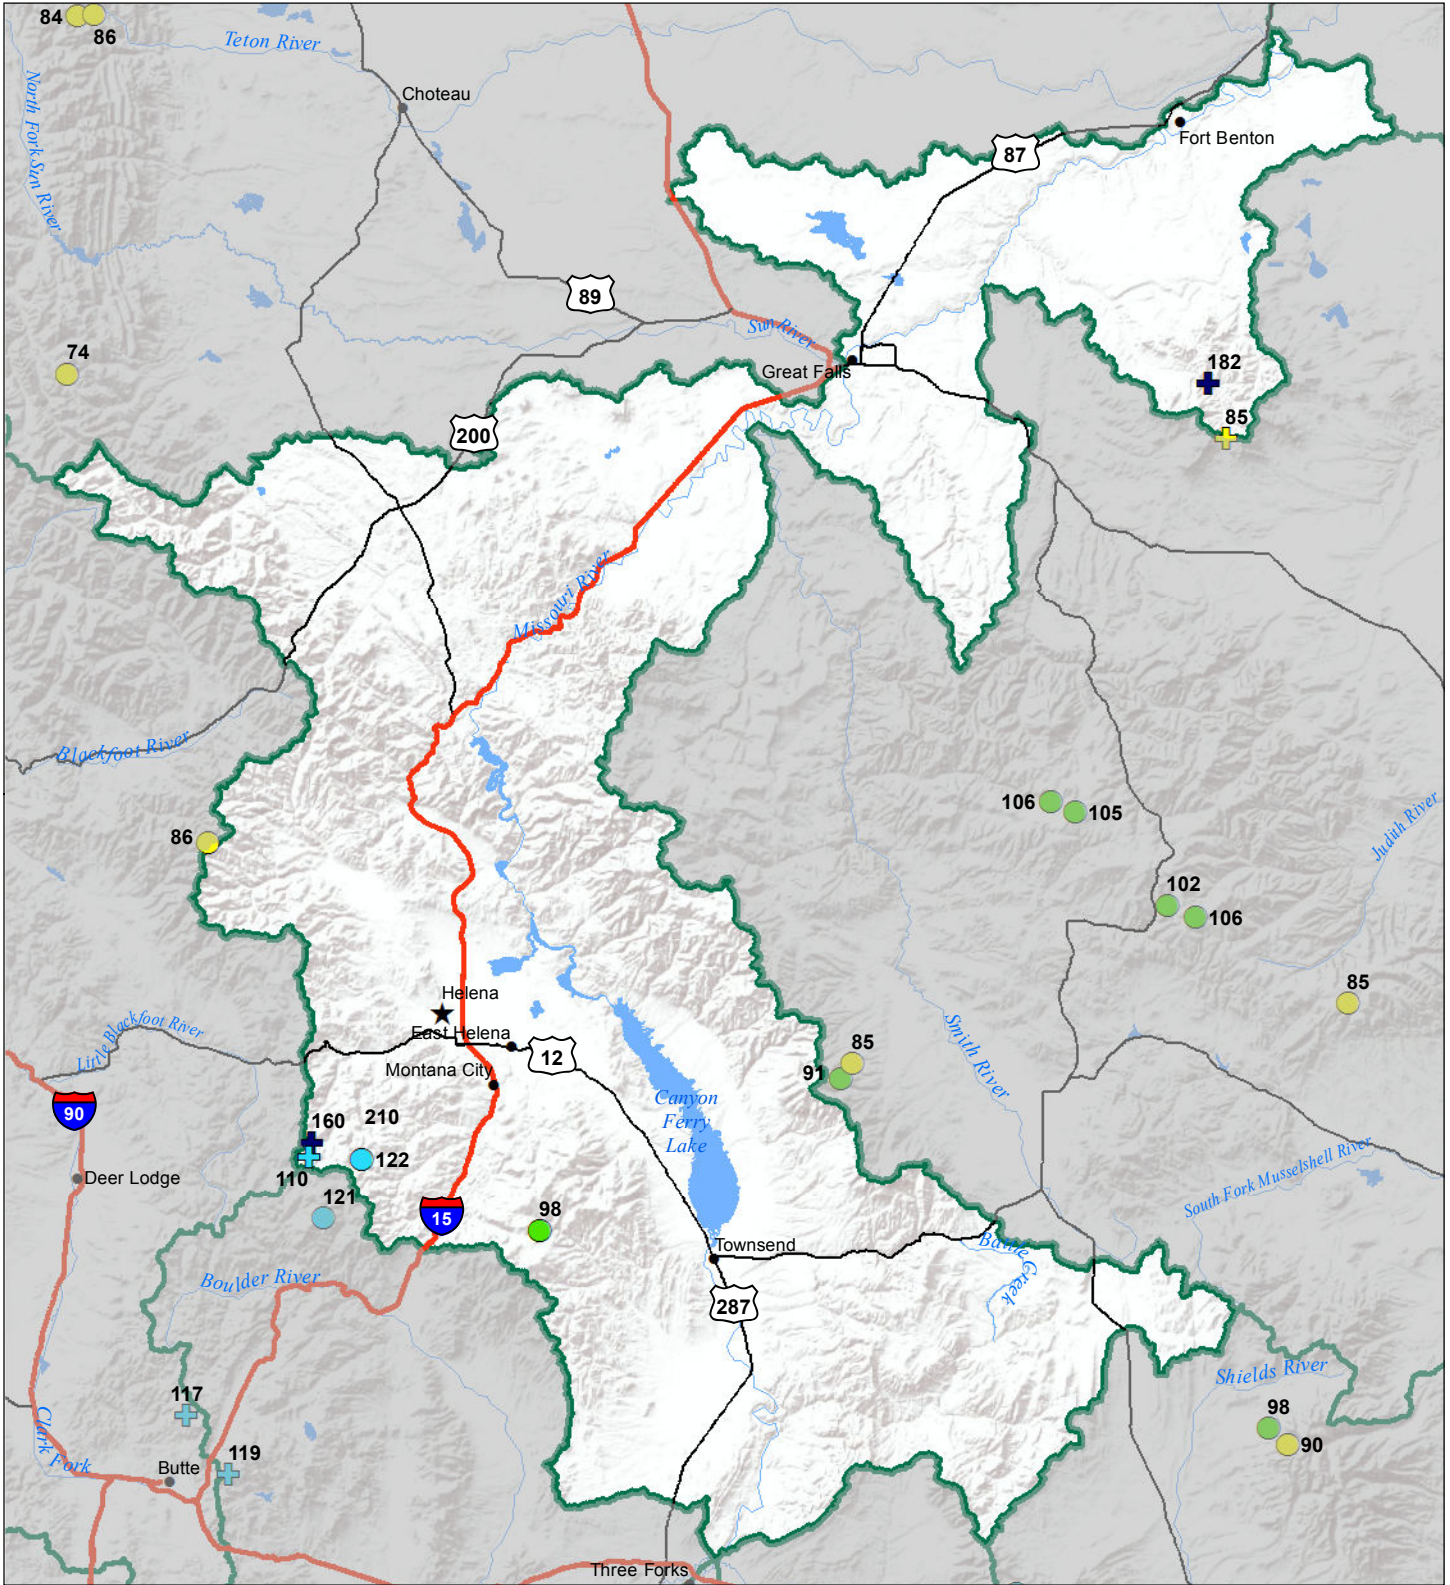 84
86
Teton River
North Fork Sun River
Choteau
Fort Benton
87
89
Sun River
74
Great Falls
182
200
85
Missouri River
Blackfoot River
86
106
105
Judith River
102
106
85
Helena
Little Blackfoot River
East Helena
12
Smith River
85
91
Montana City
90
Canyon
Ferry
Lake
160
210
122
110
Deer Lodge
121
South Fork Musselshell River
15
98
Townsend
Battle
Creek
Boulder River
287
Shields River
117
98
90
Clark Fork
119
Butte
Three Forks